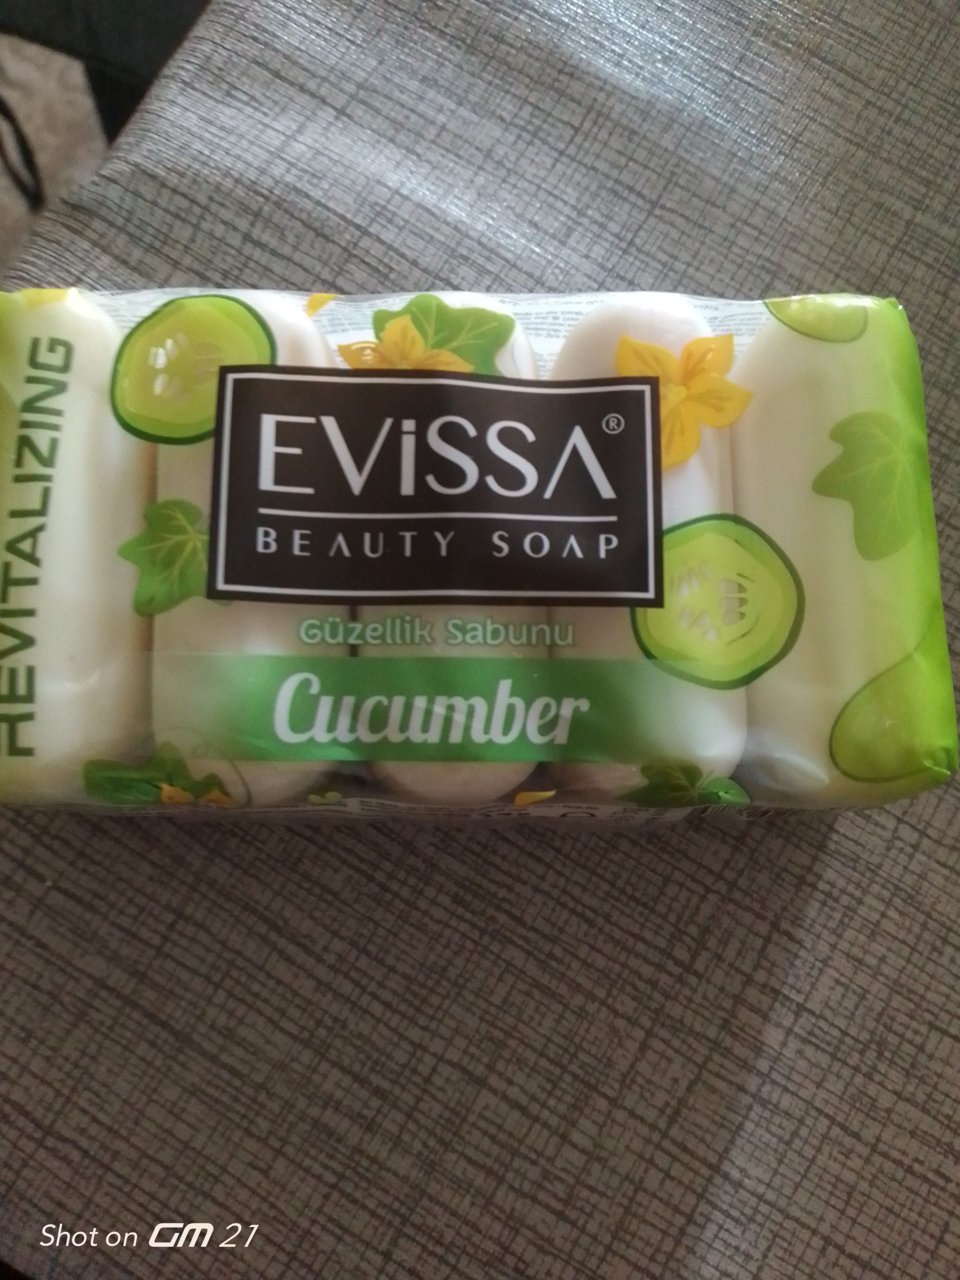 REVITALIZING
EViSSA®
BEAUTY SOAP
Güzellik Sabunu
Cucumber
Shot on GM 21